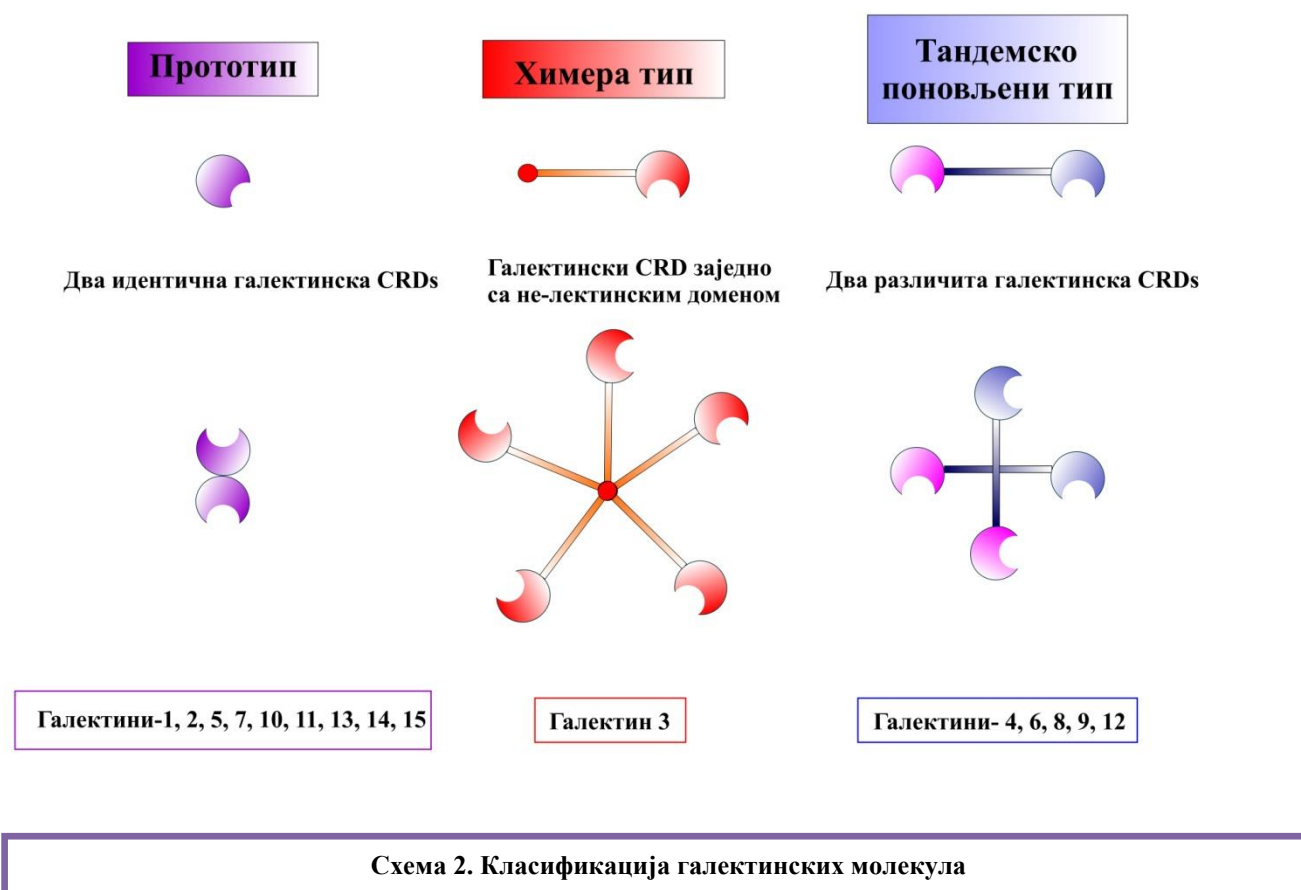 Прототип
Химера тип
Тандемско
поновљени тип
Два идентична галектинска CRDs
Галектински CRD заједно
са не-лектинским доменом
Два различита галектинска CRDs
Галектини-1, 2, 5, 7, 10, 11, 13, 14, 15
Галектин 3
Галектини- 4, 6, 8, 9, 12
Схема 2. Класификација галектинских молекула